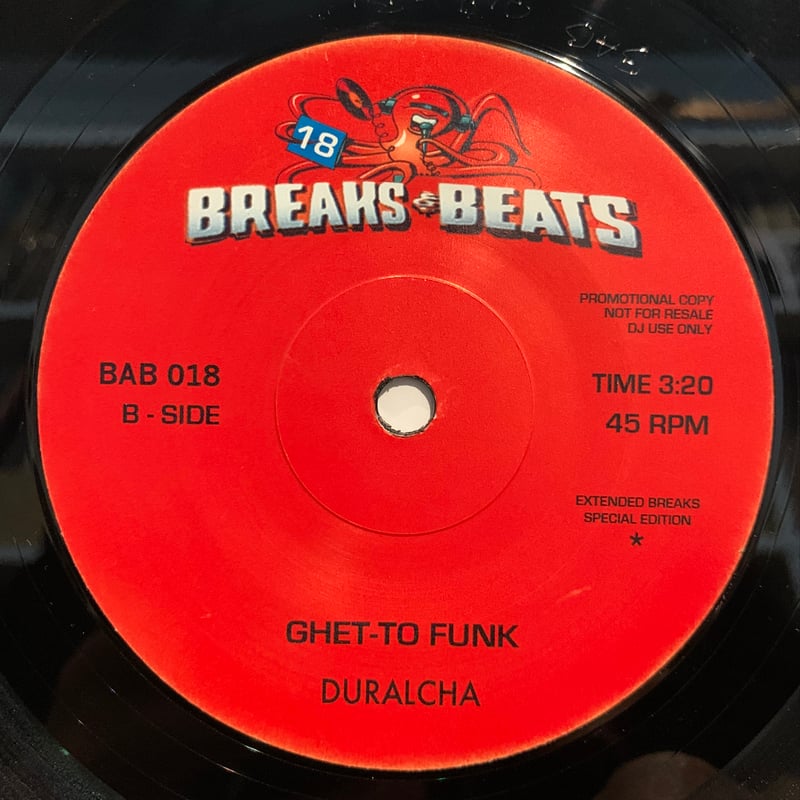 18
BREAKS & BEATS
PROMOTIONAL COPY
NOT FOR RESALE
DJ USE ONLY
BAB 018
B - SIDE
TIME 3:20
45 RPM
EXTENDED BREAKS
SPECIAL EDITION
*
GHET-TO FUNK
DURALCHA